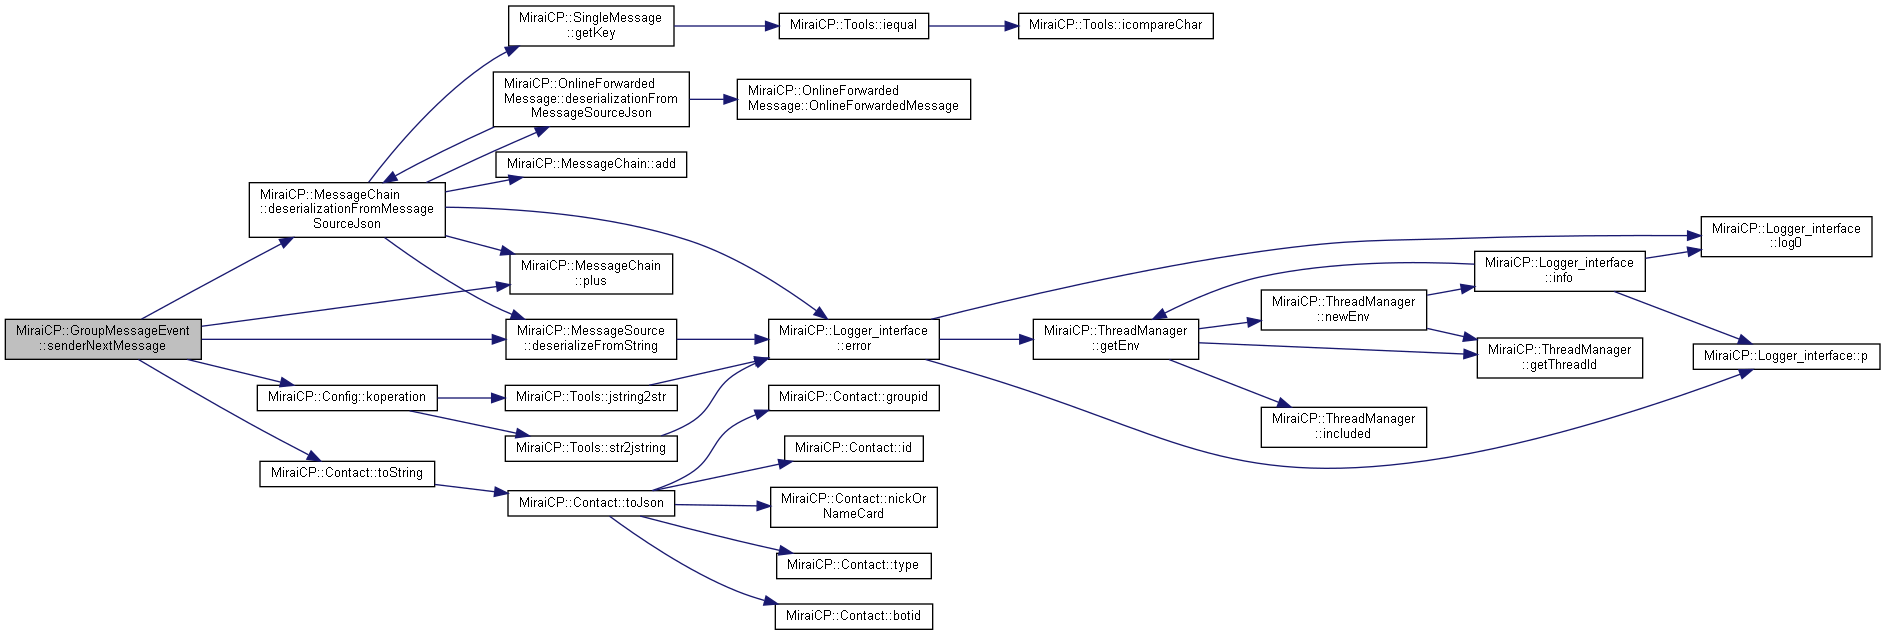 MiraiCP::GroupMessageEvent
::senderNextMessage
MiraiCP::MessageChain
::deserializationFromMessage
SourceJson
MiraiCP::Config::koperation
MiraiCP::Contact::toString
MiraiCP::SingleMessage
::getKey
MiraiCP::OnlineForwarded
Message::deserializationFrom
MessageSourceJson
MiraiCP::MessageChain::add
MiraiCP::MessageChain
::plus
MiraiCP::MessageSource
::deserializeFromString
MiraiCP::Tools::jstring2str
MiraiCP::Tools::str2jstring
MiraiCP::Contact::toJson
MiraiCP::Tools::iequal
MiraiCP::OnlineForwarded
Message::OnlineForwardedMessage
MiraiCP::Logger_interface
::error
MiraiCP::Contact::groupid
MiraiCP::Contact::id
MiraiCP::Contact::nickOr
NameCard
MiraiCP::Contact::type
MiraiCP::Contact::botid
MiraiCP::Tools::icompareChar
MiraiCP::ThreadManager
::getEnv
MiraiCP::ThreadManager
::newEnv
MiraiCP::ThreadManager
::included
MiraiCP::Logger_interface
::info
MiraiCP::ThreadManager
::getThreadId
MiraiCP::Logger_interface
::log0
MiraiCP::Logger_interface::p